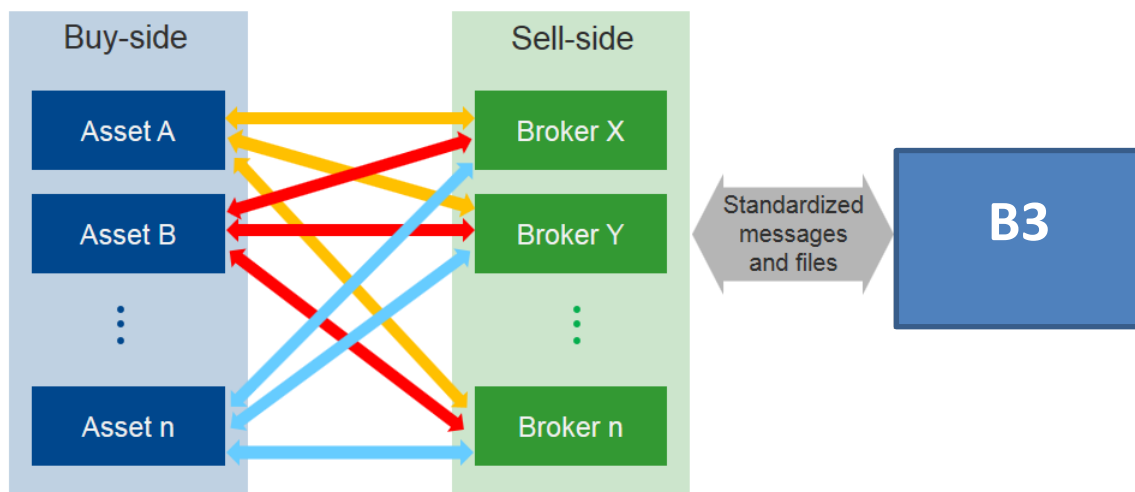 Buy-side
Sell-side
Asset A
Broker X
Asset B
Broker Y
Asset n
Broker n
Standardized
messages
and files
B3